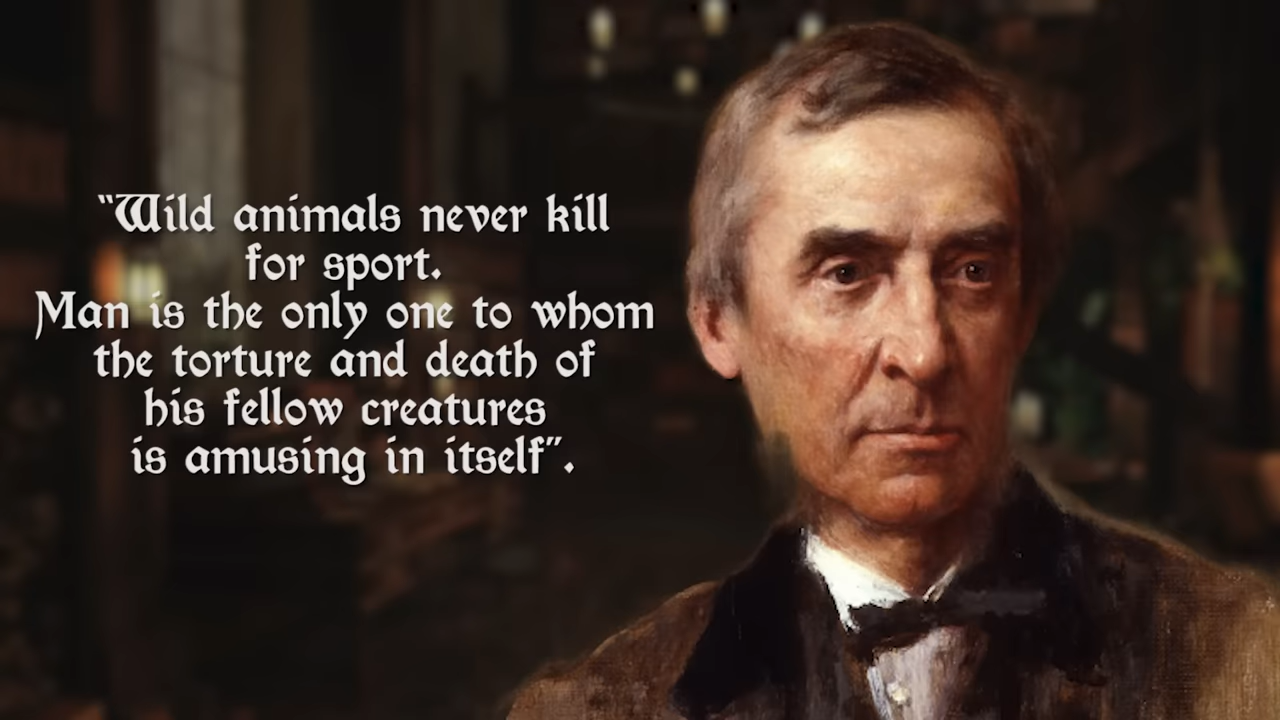 “Wild animals never kill
for sport.
Man is the only one to whom
the torture and death of
his fellow creatures
is amusing in itself”.